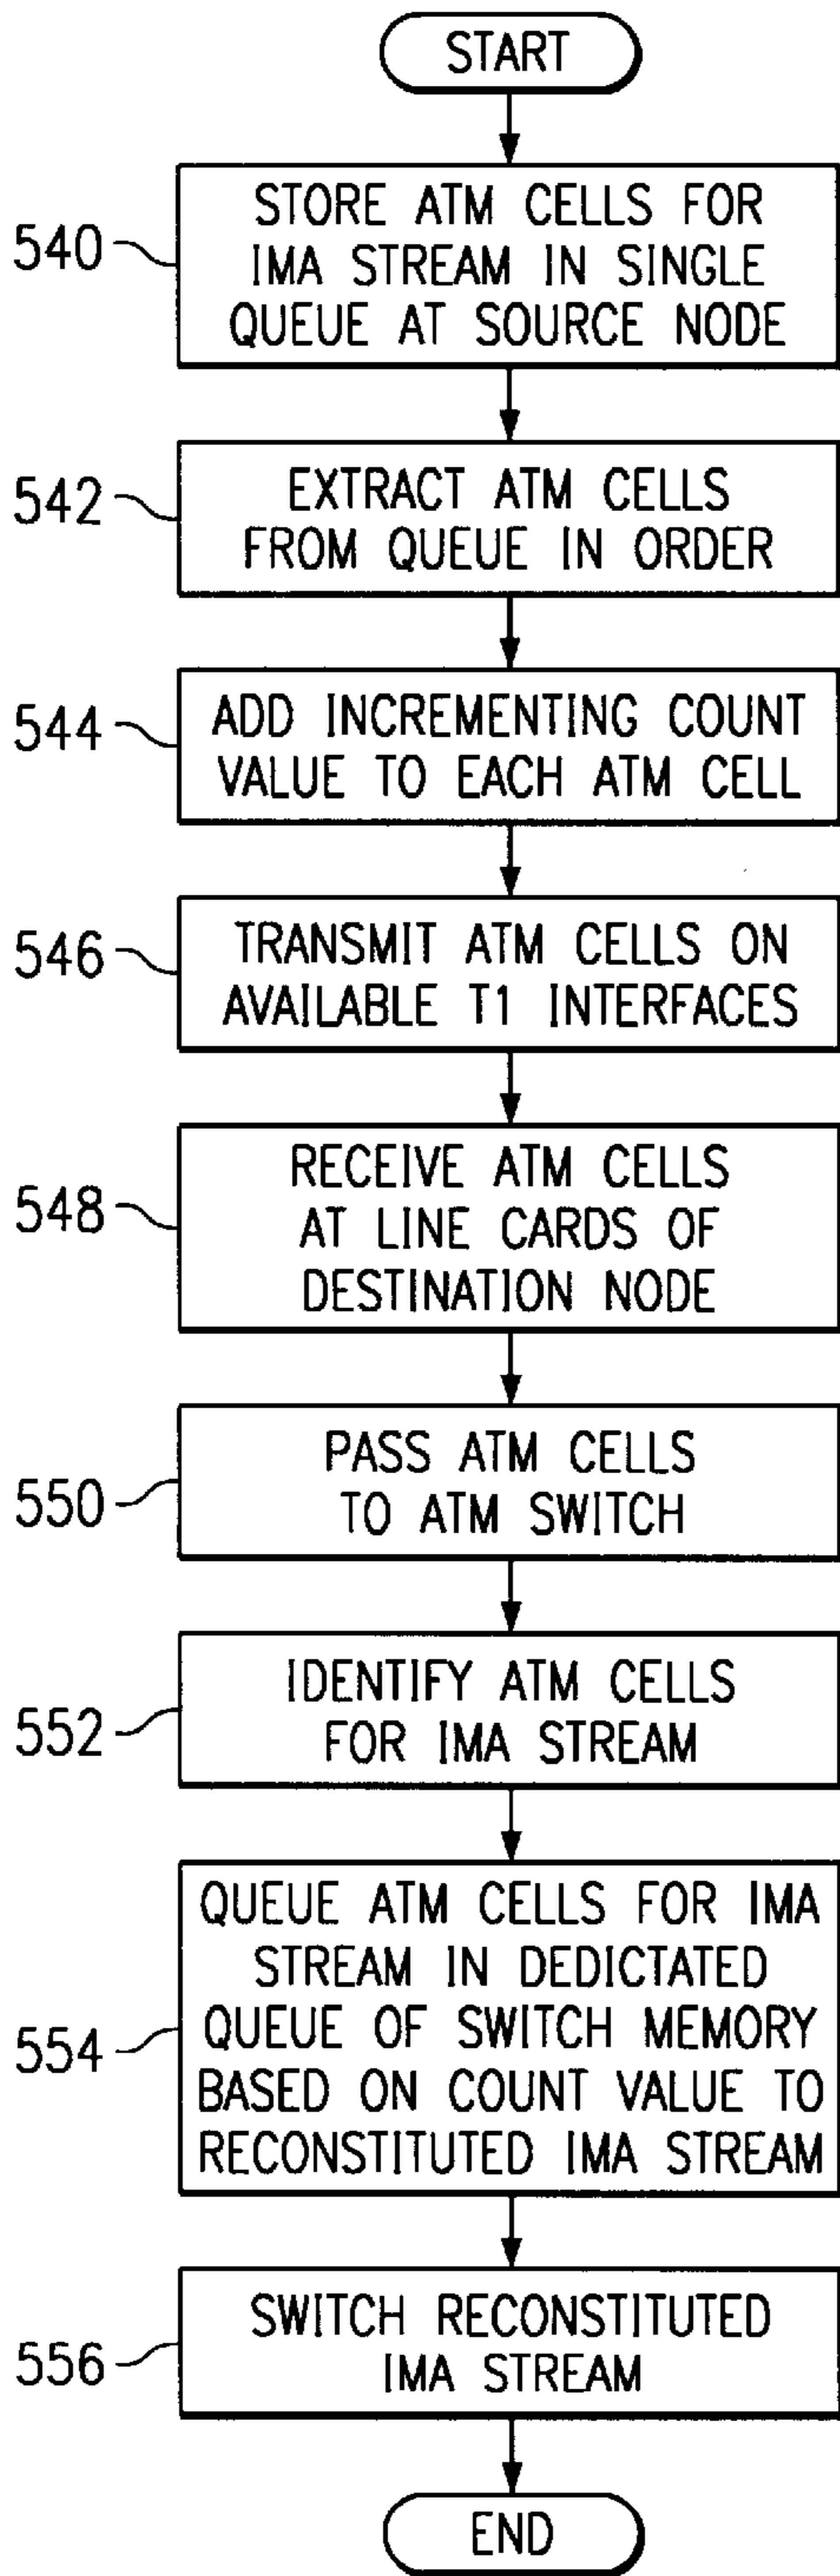 START
540
STORE ATM CELLS FOR
IMA STREAM IN SINGLE
QUEUE AT SOURCE NODE
542
EXTRACT ATM CELLS
FROM QUEUE IN ORDER
544
ADD INCREMENTING COUNT
VALUE TO EACH ATM CELL
546
TRANSMIT ATM CELLS ON
AVAILABLE T1 INTERFACES
548
RECEIVE ATM CELLS
AT LINE CARDS OF
DESTINATION NODE
550
PASS ATM CELLS
TO ATM SWITCH
552
IDENTIFY ATM CELLS
FOR IMA STREAM
554
QUEUE ATM CELLS FOR IMA
STREAM IN DEDICTATED
QUEUE OF SWITCH MEMORY
BASED ON COUNT VALUE TO
RECONSTITUTED IMA STREAM
556
SWITCH RECONSTITUTED
IMA STREAM
END